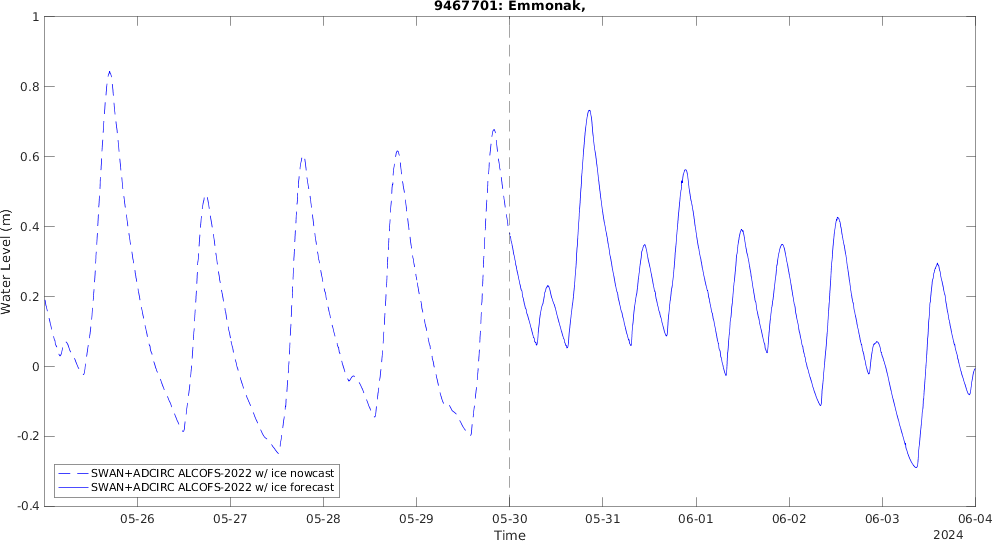 9467701: Emmonak,
1
0.8
0.6
0.4
0.2
0
-0.2
-0.4
Water Level (m)
SWAN+ADCIRC ALCOFS-2022 w/ ice nowcast
SWAN+ADCIRC ALCOFS-2022 w/ ice forecast
05-26 05-27 05-28 05-29 05-30 05-31 06-01 06-02 06-03 06-04
Time
2024